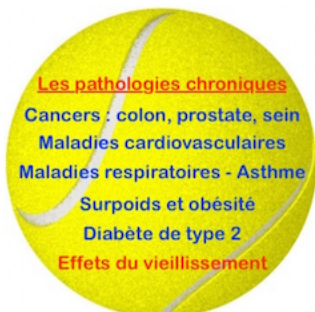 Les pathologies chroniques
Cancers : colon, prostate, sein
Maladies cardiovasculaires
Maladies respiratoires - Asthme
Surpoids et obésité
Diabète de type 2
Effets du vieillissement